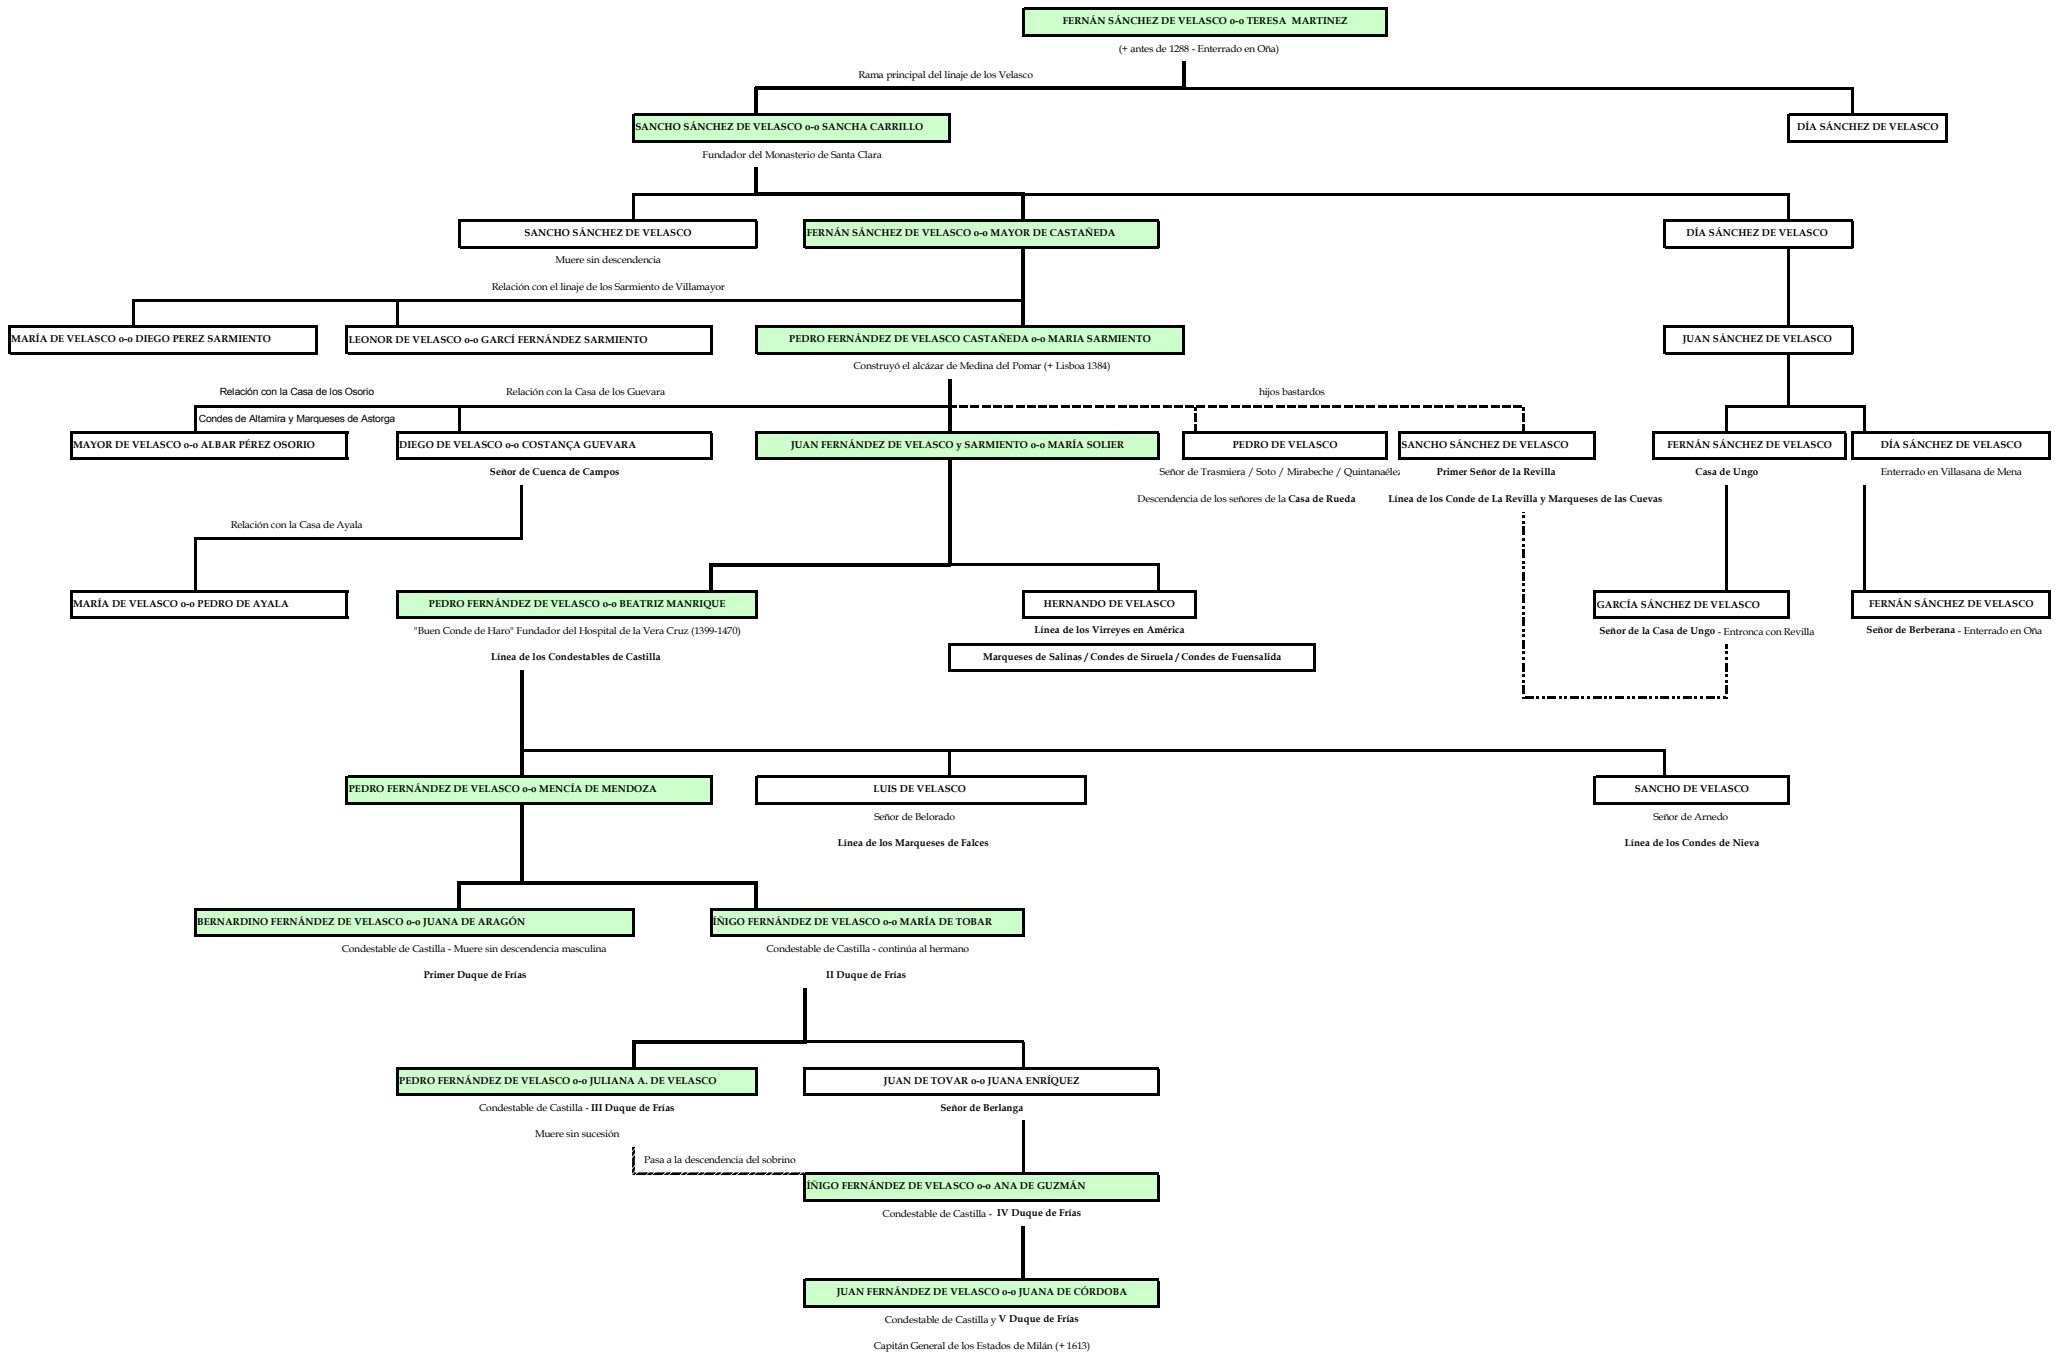 FERNÁN SÁNCHEZ DE VELASCO o-o TERESA MARTINEZ
(+ antes de 1288 - Enterrado en Oña)
Rama principal del linaje de los Velasco
SANCHO SÁNCHEZ DE VELASCO o-o SANCHA CARRILLO
DÍA SÁNCHEZ DE VELASCO
Fundador del Monasterio de Santa Clara
SANCHO SÁNCHEZ DE VELASCO
FERNÁN SÁNCHEZ DE VELASCO o-o MAYOR DE CASTAÑEDA
DÍA SÁNCHEZ DE VELASCO
Muere sin descendencia
Relación con el linaje de los Sarmiento de Villamayor
MARÍA DE VELASCO o-o DIEGO PEREZ SARMIENTO
LEONOR DE VELASCO o-o GARCÍ FERNÁNDEZ SARMIENTO
PEDRO FERNÁNDEZ DE VELASCO CASTAÑEDA o-o MARIA SARMIENTO
JUAN SÁNCHEZ DE VELASCO
Construyó el alcázar de Medina del Pomar (+ Lisboa 1384)
Relación con la Casa de los Osorio
Relación con la Casa de los Guevara
hijos bastardos
Condes de Altamira y Marqueses de Astorga
MAYOR DE VELASCO o-o ALBAR PÉREZ OSORIO
DIEGO DE VELASCO o-o COSTANÇA GUEVARA
JUAN FERNÁNDEZ DE VELASCO y SARMIENTO o-o MARÍA SOLIER
PEDRO DE VELASCO
SANCHO SÁNCHEZ DE VELASCO
FERNÁN SÁNCHEZ DE VELASCO
DÍA SÁNCHEZ DE VELASCO
Señor de Cuenca de Campos
Señor de Trasmiera / Soto / Mirabeche / Quintanaélez
Primer Señor de la Revilla
Casa de Ungo
Enterrado en Villasana de Mena
Descendencia de los señores de la Casa de Rueda
Línea de los Conde de La Revilla y Marqueses de las Cuevas
Relación con la Casa de Ayala
MARÍA DE VELASCO o-o PEDRO DE AYALA
PEDRO FERNÁNDEZ DE VELASCO o-o BEATRIZ MANRIQUE
HERNANDO DE VELASCO
GARCÍA SÁNCHEZ DE VELASCO
FERNÁN SÁNCHEZ DE VELASCO
"Buen Conde de Haro" Fundador del Hospital de la Vera Cruz (1399-1470)
Línea de los Virreyes en América
Señor de la Casa de Ungo - Entronca con Revilla
Señor de Berberana - Enterrado en Oña
Línea de los Condestables de Castilla
Marqueses de Salinas / Condes de Siruela / Condes de Fuensalida
PEDRO FERNÁNDEZ DE VELASCO o-o MENCÍA DE MENDOZA
LUIS DE VELASCO
SANCHO DE VELASCO
Señor de Belorado
Señor de Arnedo
Línea de los Marqueses de Falces
Línea de los Condes de Nieva
BERNARDINO FERNÁNDEZ DE VELASCO o-o JUANA DE ARAGÓN
ÍÑIGO FERNÁNDEZ DE VELASCO o-o MARÍA DE TOBAR
Condestable de Castilla - Muere sin descendencia masculina
Condestable de Castilla - continúa al hermano
Primer Duque de Frías
II Duque de Frías
PEDRO FERNÁNDEZ DE VELASCO o-o JULIANA A. DE VELASCO
JUAN DE TOVAR o-o JUANA ENRÍQUEZ
Condestable de Castilla - III Duque de Frías
Señor de Berlanga
Muere sin sucesión
Pasa a la descendencia del sobrino
ÍÑIGO FERNÁNDEZ DE VELASCO o-o ANA DE GUZMÁN
Condestable de Castilla - IV Duque de Frías
JUAN FERNÁNDEZ DE VELASCO o-o JUANA DE CÓRDOBA
Condestable de Castilla y V Duque de Frías
Capitán General de los Estados de Milán (+ 1613)